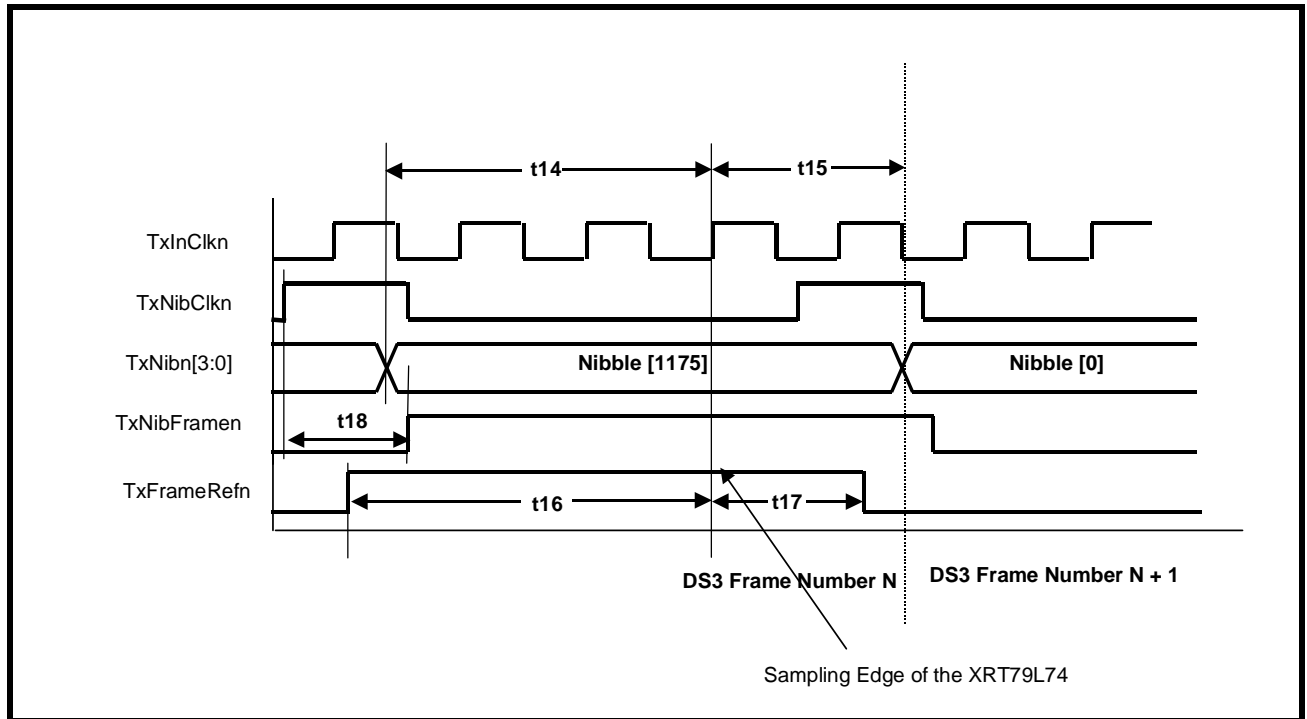 t14
t15
TxInClkn
TxNibClkn
TxNibn[3:0]
Nibble [1175]
Nibble [0]
TxNibFramen
t18
TxFrameRefn
t16
t17
DS3 Frame Number N
DS3 Frame Number N + 1
Sampling Edge of the XRT79L74